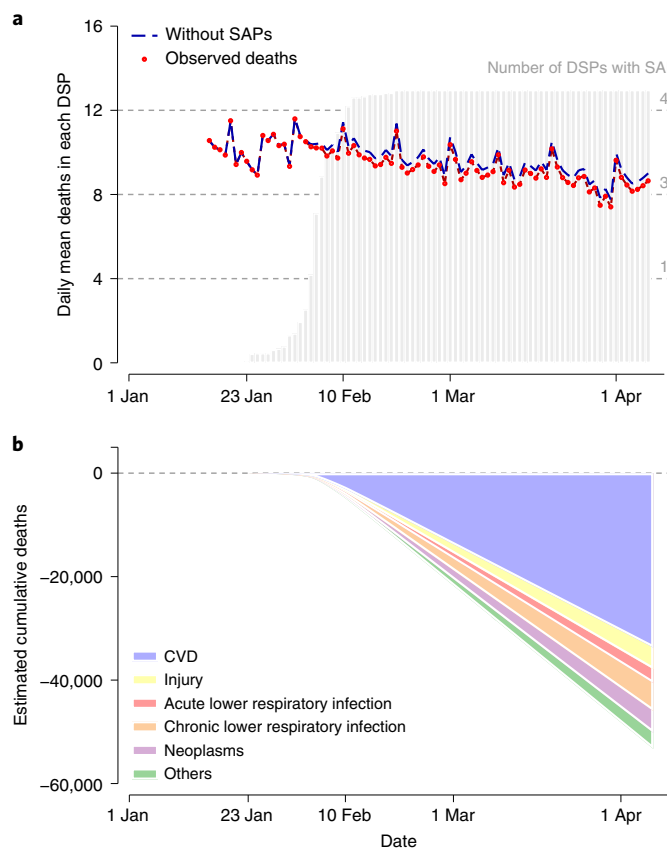 a
16
12
8
4
0
Daily mean deaths in each DSP
Without SAPs
Observed deaths
Number of DSPs with SA
4
3
1
1 Jan
23 Jan
10 Feb
1 Mar
1 Apr
b
0
−20,000
−40,000
−60,000
Estimated cumulative deaths
CVD
Injury
Acute lower respiratory infection
Chronic lower respiratory infection
Neoplasms
Others
1 Jan
23 Jan
10 Feb
1 Mar
1 Apr
Date